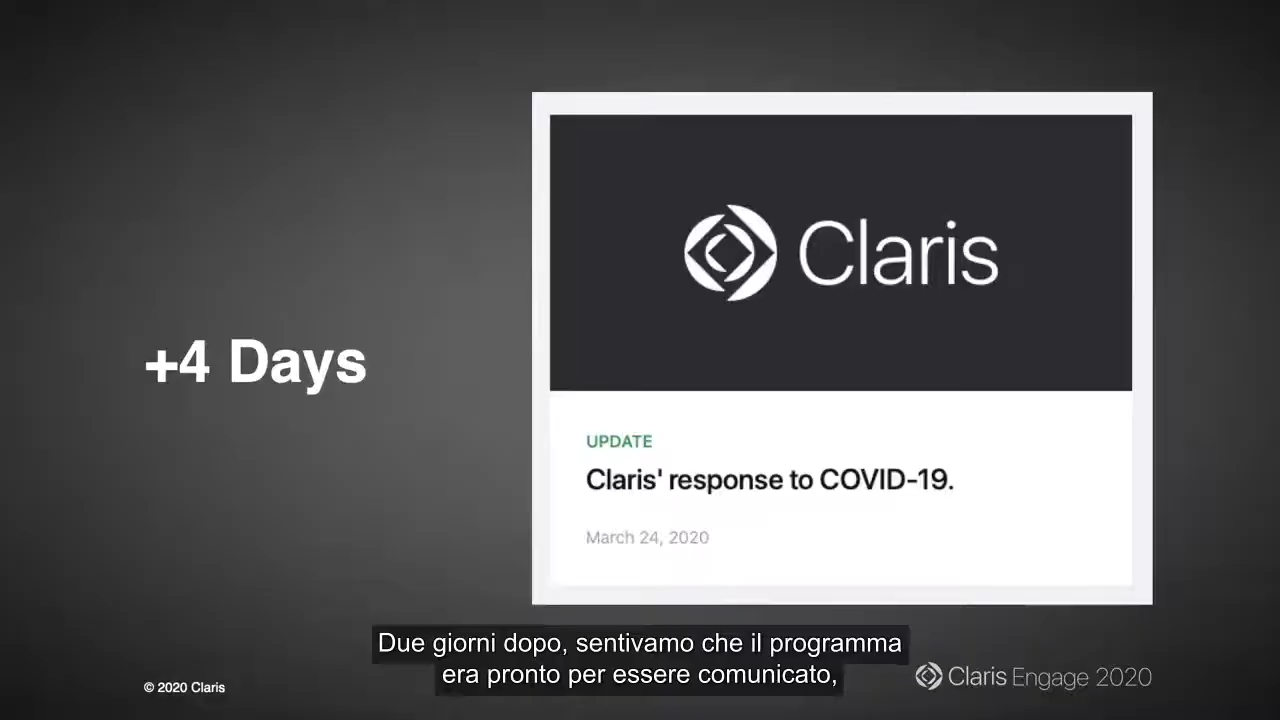 +4 Days
Claris
UPDATE
Claris' response to COVID-19.
March 24, 2020
Due giorni dopo, sentivamo che il programma
era pronto per essere comunicato,
© 2020 Claris
Claris Engage 2020